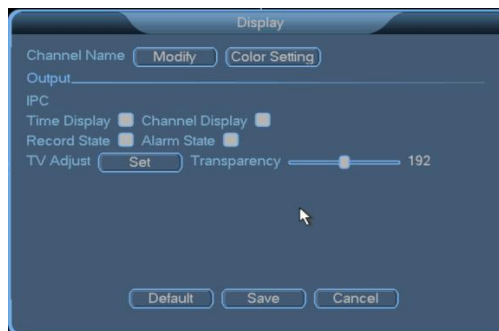 Display
Channel Name Modify Color Setting
Output
IPC
Time Display Channel Display
Record State Alarm State
TV Adjust Set Transparency 192
Default Save Cancel